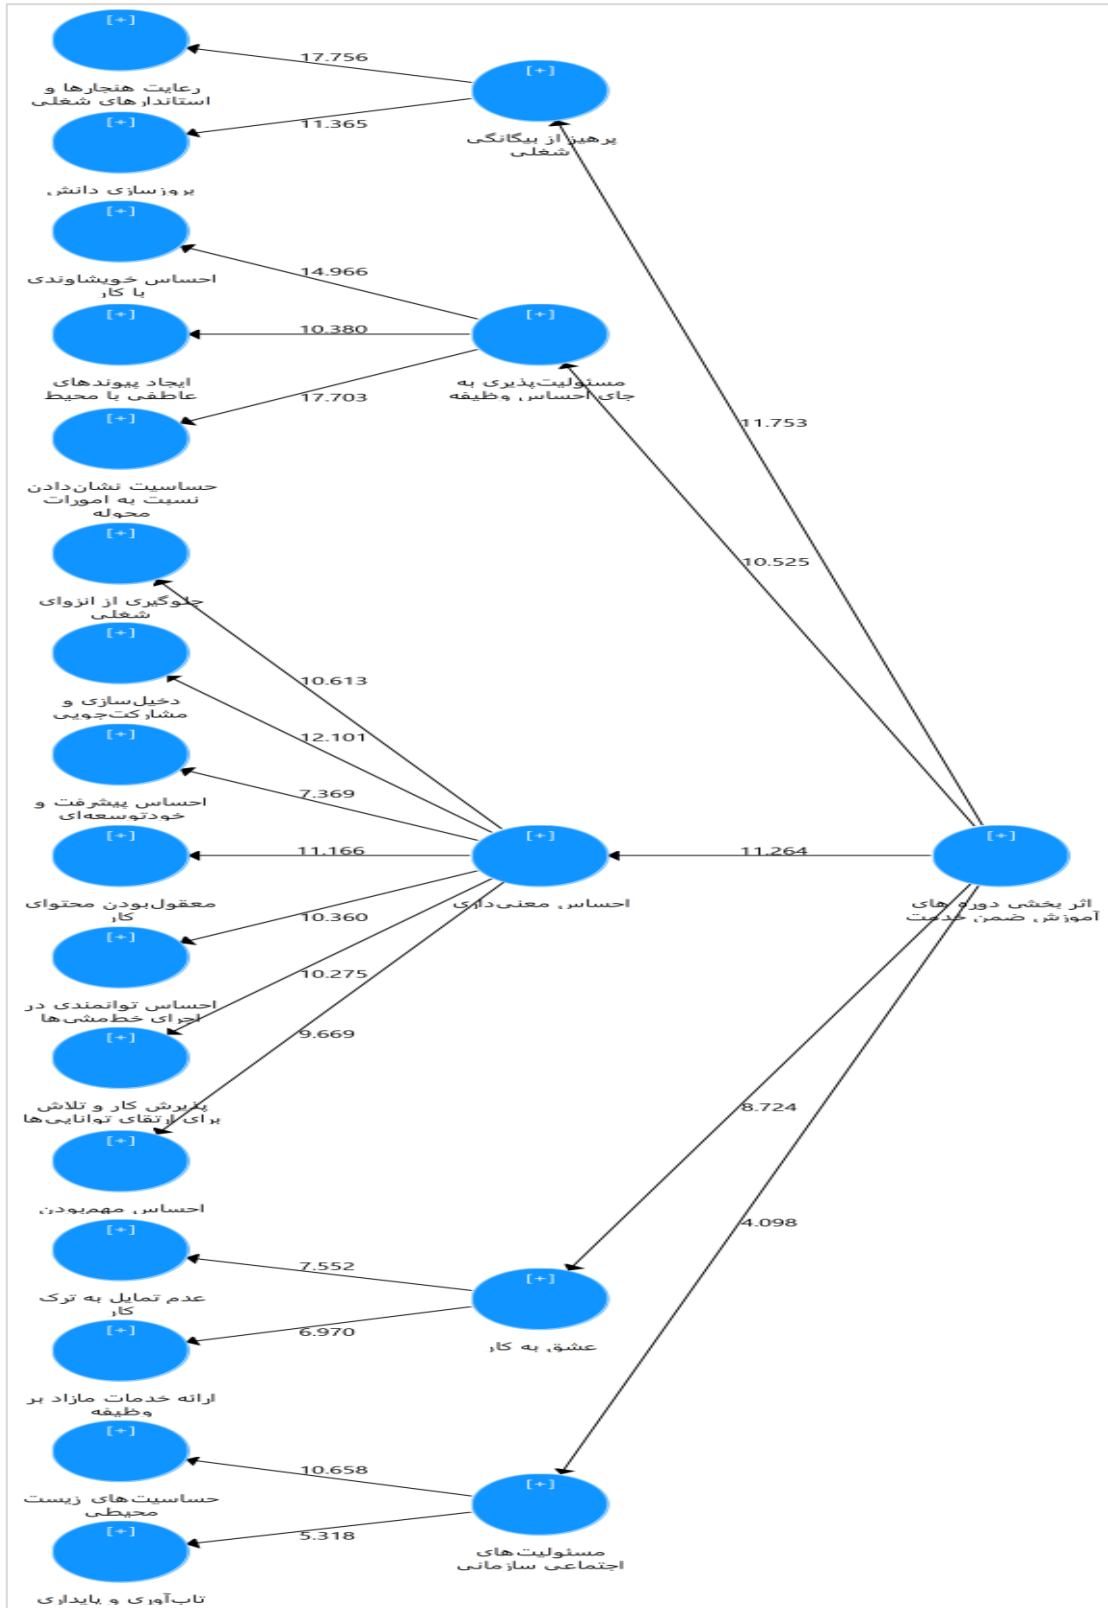 [+]
رعایت هنجارها و
استاندارهای شغلی
[+]
بروزسازی دانش
[+]
احساس خویشاوندی
با کار
[+]
ایجاد پیوندهای
عاطفی با محیط
[+]
حساسیت نشان‌دادن
نسبت به امورات
محوله
[+]
جلوگیری از انزوای
شغلی
[+]
دخیل‌سازی و
مشارکت‌جویی
[+]
احساس پیشرفت و
خودتوسعه‌ای
[+]
معقول‌بودن محتوای
کار
[+]
احساس توانمندی در
اجرای خط‌مشی‌ها
[+]
پذیرش کار و تلاش
برای ارتقای توانایی‌ها
[+]
احساس مهم‌بودن
[+]
عدم تمایل به ترک
کار
[+]
ارائه خدمات مازاد بر
وظیفه
[+]
حساسیت‌های زیست
محیطی
[+]
تاب‌آوری و پایداری
17.756
11.365
14.966
10.380
17.703
10.613
12.101
7.369
11.166
10.360
10.275
9.669
7.552
6.970
10.658
5.318
[+]
پرهیز از بیگانگی
شغلی
[+]
مسئولیت‌پذیری به
جای احساس وظیفه
[+]
احساس معنی‌داری
[+]
عشق به کار
[+]
مسئولیت‌های
اجتماعی سازمانی
11.753
10.525
11.264
8.724
4.098
[+]
اثر بخشی دوره های
آموزش ضمن خدمت